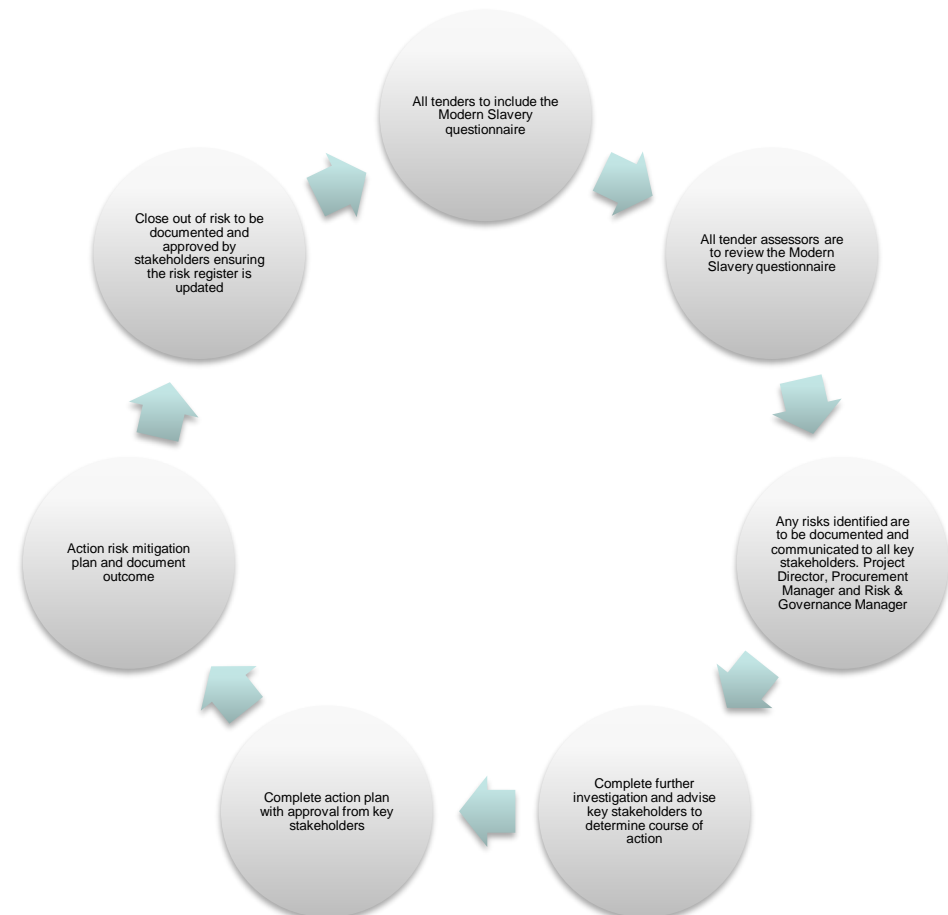 All tenders to include the
Modern Slavery
questionnaire
All tender assessors are
to review the Modern
Slavery questionnaire
Any risks identified are
to be documented and
communicated to all key
stakeholders. Project
Director, Procurement
Manager and Risk &
Governance Manager
Complete further
investigation and advise
key stakeholders to
determine course of
action
Complete action plan
with approval from key
stakeholders
Action risk mitigation
plan and document
outcome
Close out of risk to be
documented and
approved by
stakeholders ensuring
the risk register is
updated